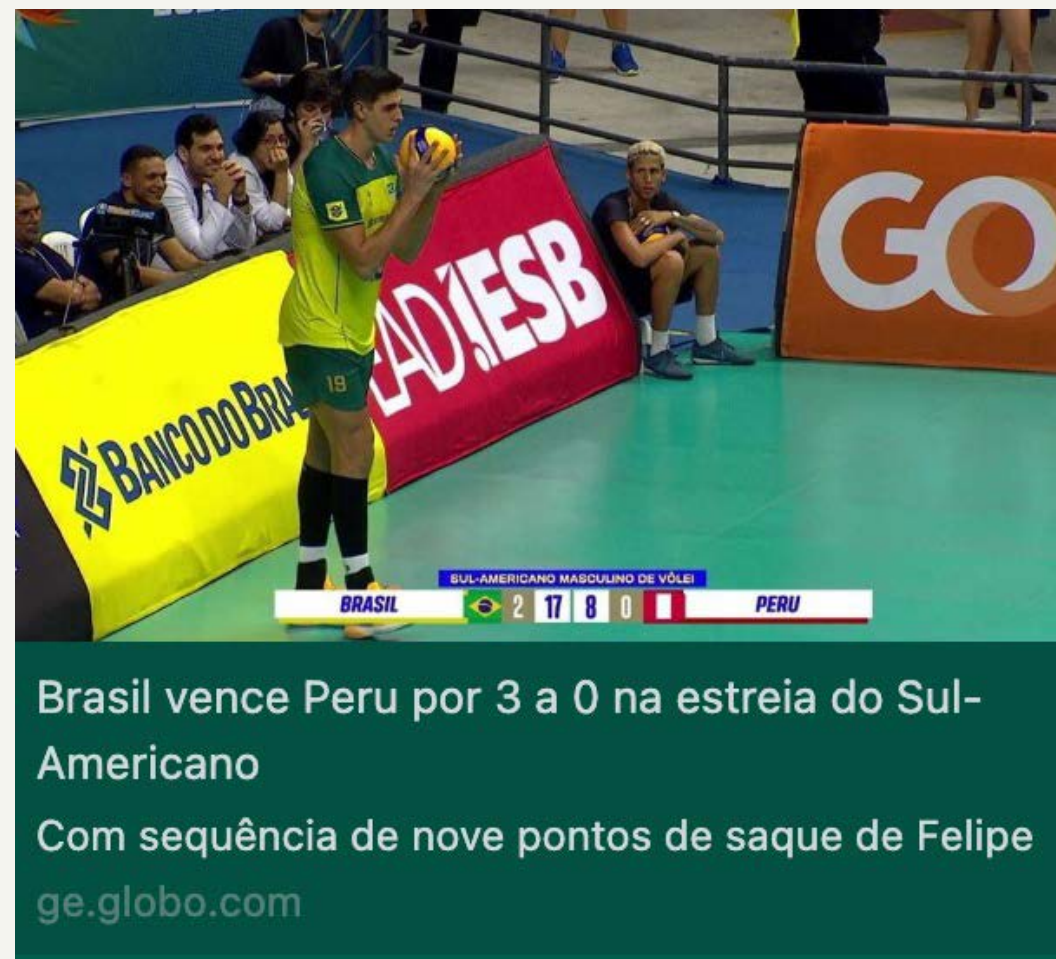 BANCO DO BRA
EAD IESB
GO
19
SUL-AMERICANO MASCULINO DE VÔLEI
BRASIL 2 17 8 0 PERU
Brasil vence Peru por 3 a 0 na estreia do Sul-
Americano
Com sequência de nove pontos de saque de Felipe
ge.globo.com